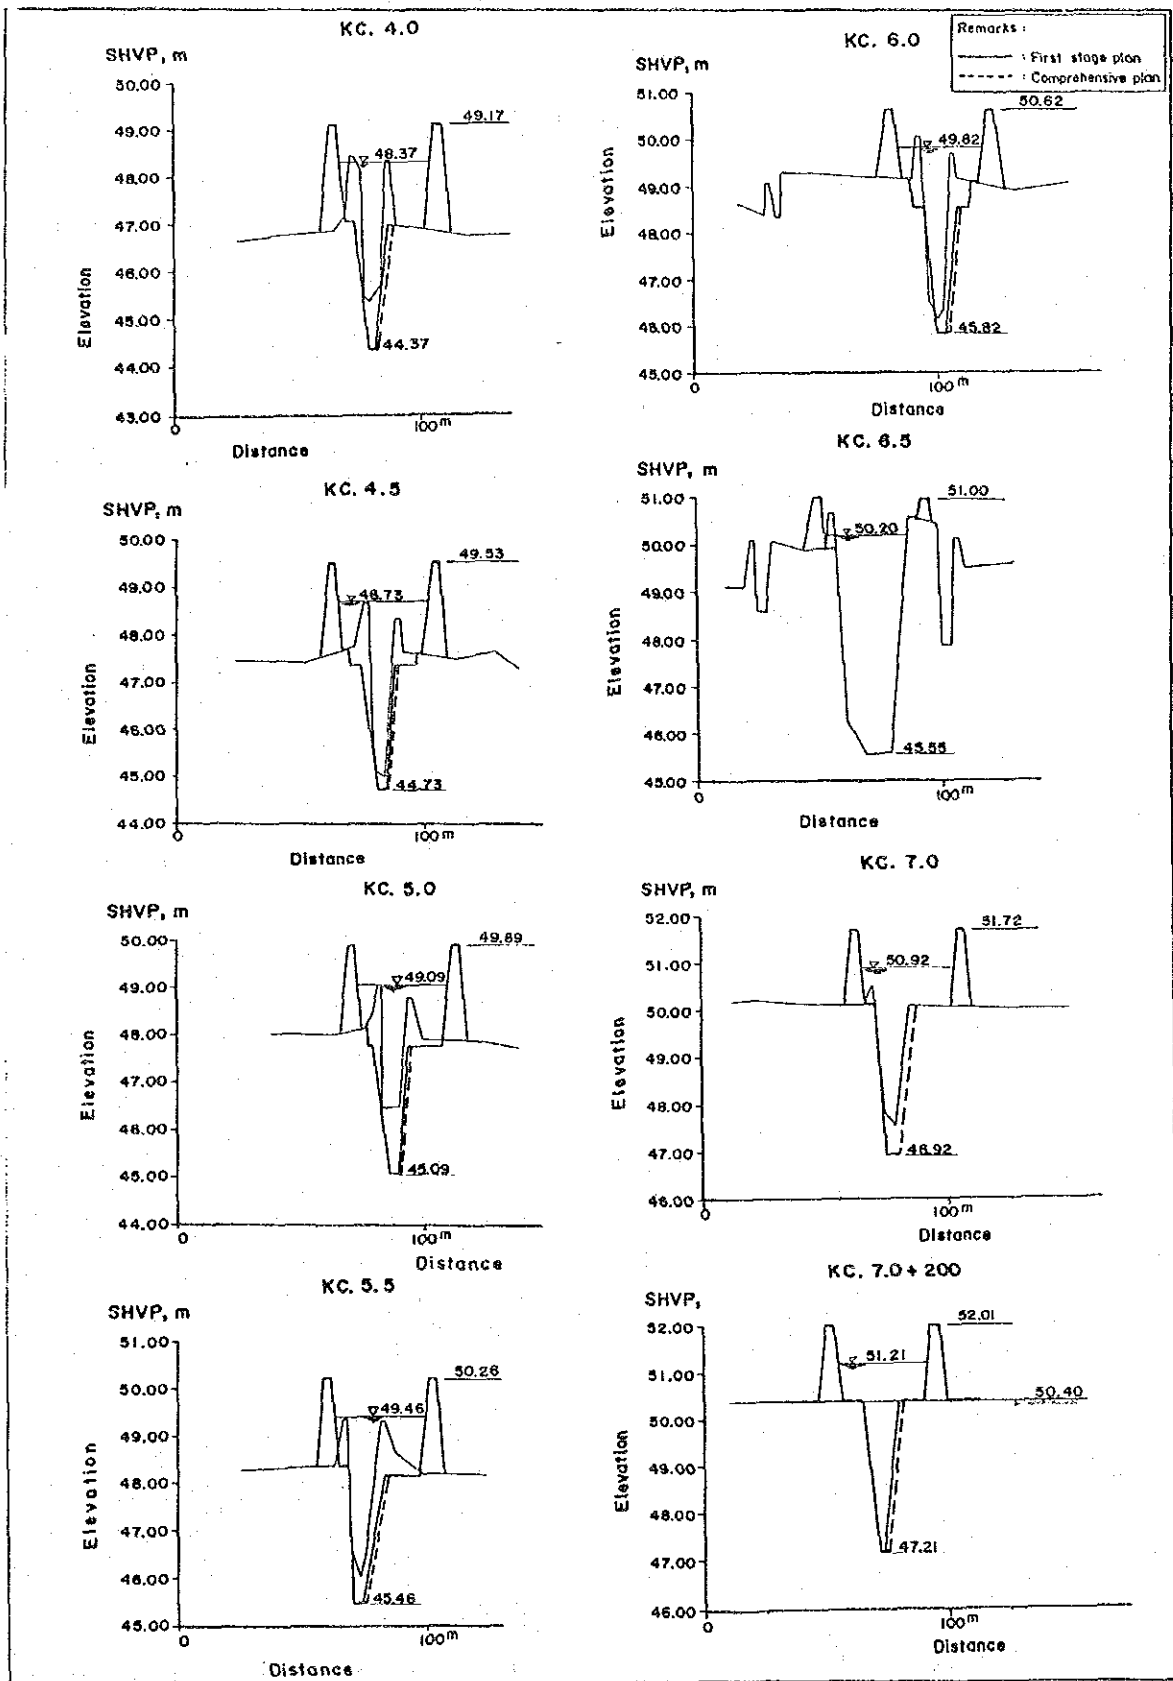 Remarks :
: First stage plan
: Comprehensive plan
KC. 4.0
SHVP, m
50.00
49.00
48.00
47.00
46.00
45.00
44.00
43.00
49.17
48.37
44.37
Elevation
0
100 m
Distance
KC. 4.5
SHVP, m
50.00
49.00
48.00
47.00
46.00
45.00
44.00
49.53
48.73
44.73
Elevation
0
100 m
Distance
KC. 5.0
SHVP, m
50.00
49.00
48.00
47.00
46.00
45.00
44.00
49.89
49.09
45.09
Elevation
0
100 m
Distance
KC. 5.5
SHVP, m
51.00
50.00
49.00
48.00
47.00
46.00
45.00
50.26
49.46
45.46
Elevation
0
100 m
Distance
KC. 6.0
SHVP, m
51.00
50.00
49.00
48.00
47.00
46.00
45.00
50.62
49.82
45.82
Elevation
0
100 m
Distance
KC. 6.5
SHVP, m
51.00
50.00
49.00
48.00
47.00
46.00
45.00
51.00
50.20
45.55
Elevation
0
100 m
Distance
KC. 7.0
SHVP, m
52.00
51.00
50.00
49.00
48.00
47.00
46.00
51.72
50.92
46.92
Elevation
0
100 m
Distance
KC. 7.0 + 200
SHVP,
52.00
51.00
50.00
49.00
48.00
47.00
46.00
52.01
51.21
50.40
47.21
Elevation
0
100 m
Distance